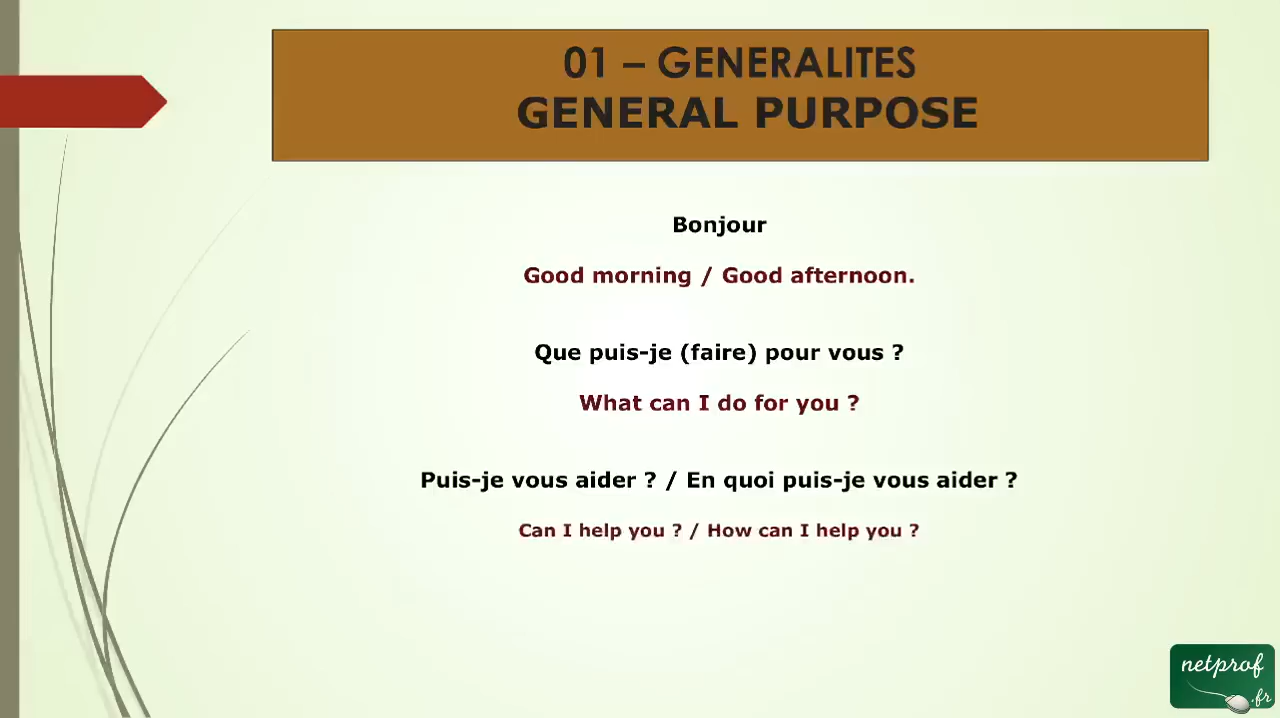 01 – GENERALITES
GENERAL PURPOSE
Bonjour
Good morning / Good afternoon.
Que puis-je (faire) pour vous ?
What can I do for you ?
Puis-je vous aider ? / En quoi puis-je vous aider ?
Can I help you ? / How can I help you ?
netprof
.fr